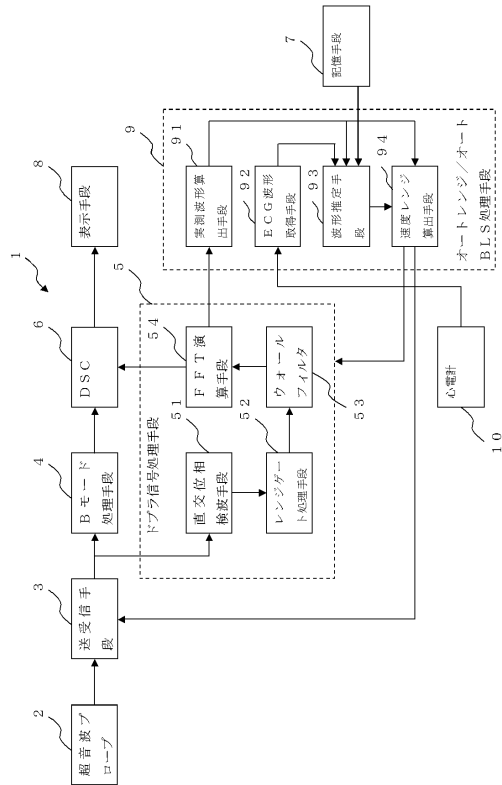 1
2
超音波プ
ローブ
3
送受信手
段
4
Bモード
処理手段
6
DSC
8
表示手段
5
ドプラ信号処理手段
51
直交位相
検波手段
52
レンジゲー
ト処理手段
53
ウォール
フィルタ
54
FFT演
算手段
9
91
実測波形算
出手段
92
ECG波形
取得手段
93
波形推定手
段
94
速度レンジ
算出手段
オートレンジ/オート
BLS処理手段
7
記憶手段
心電計
10